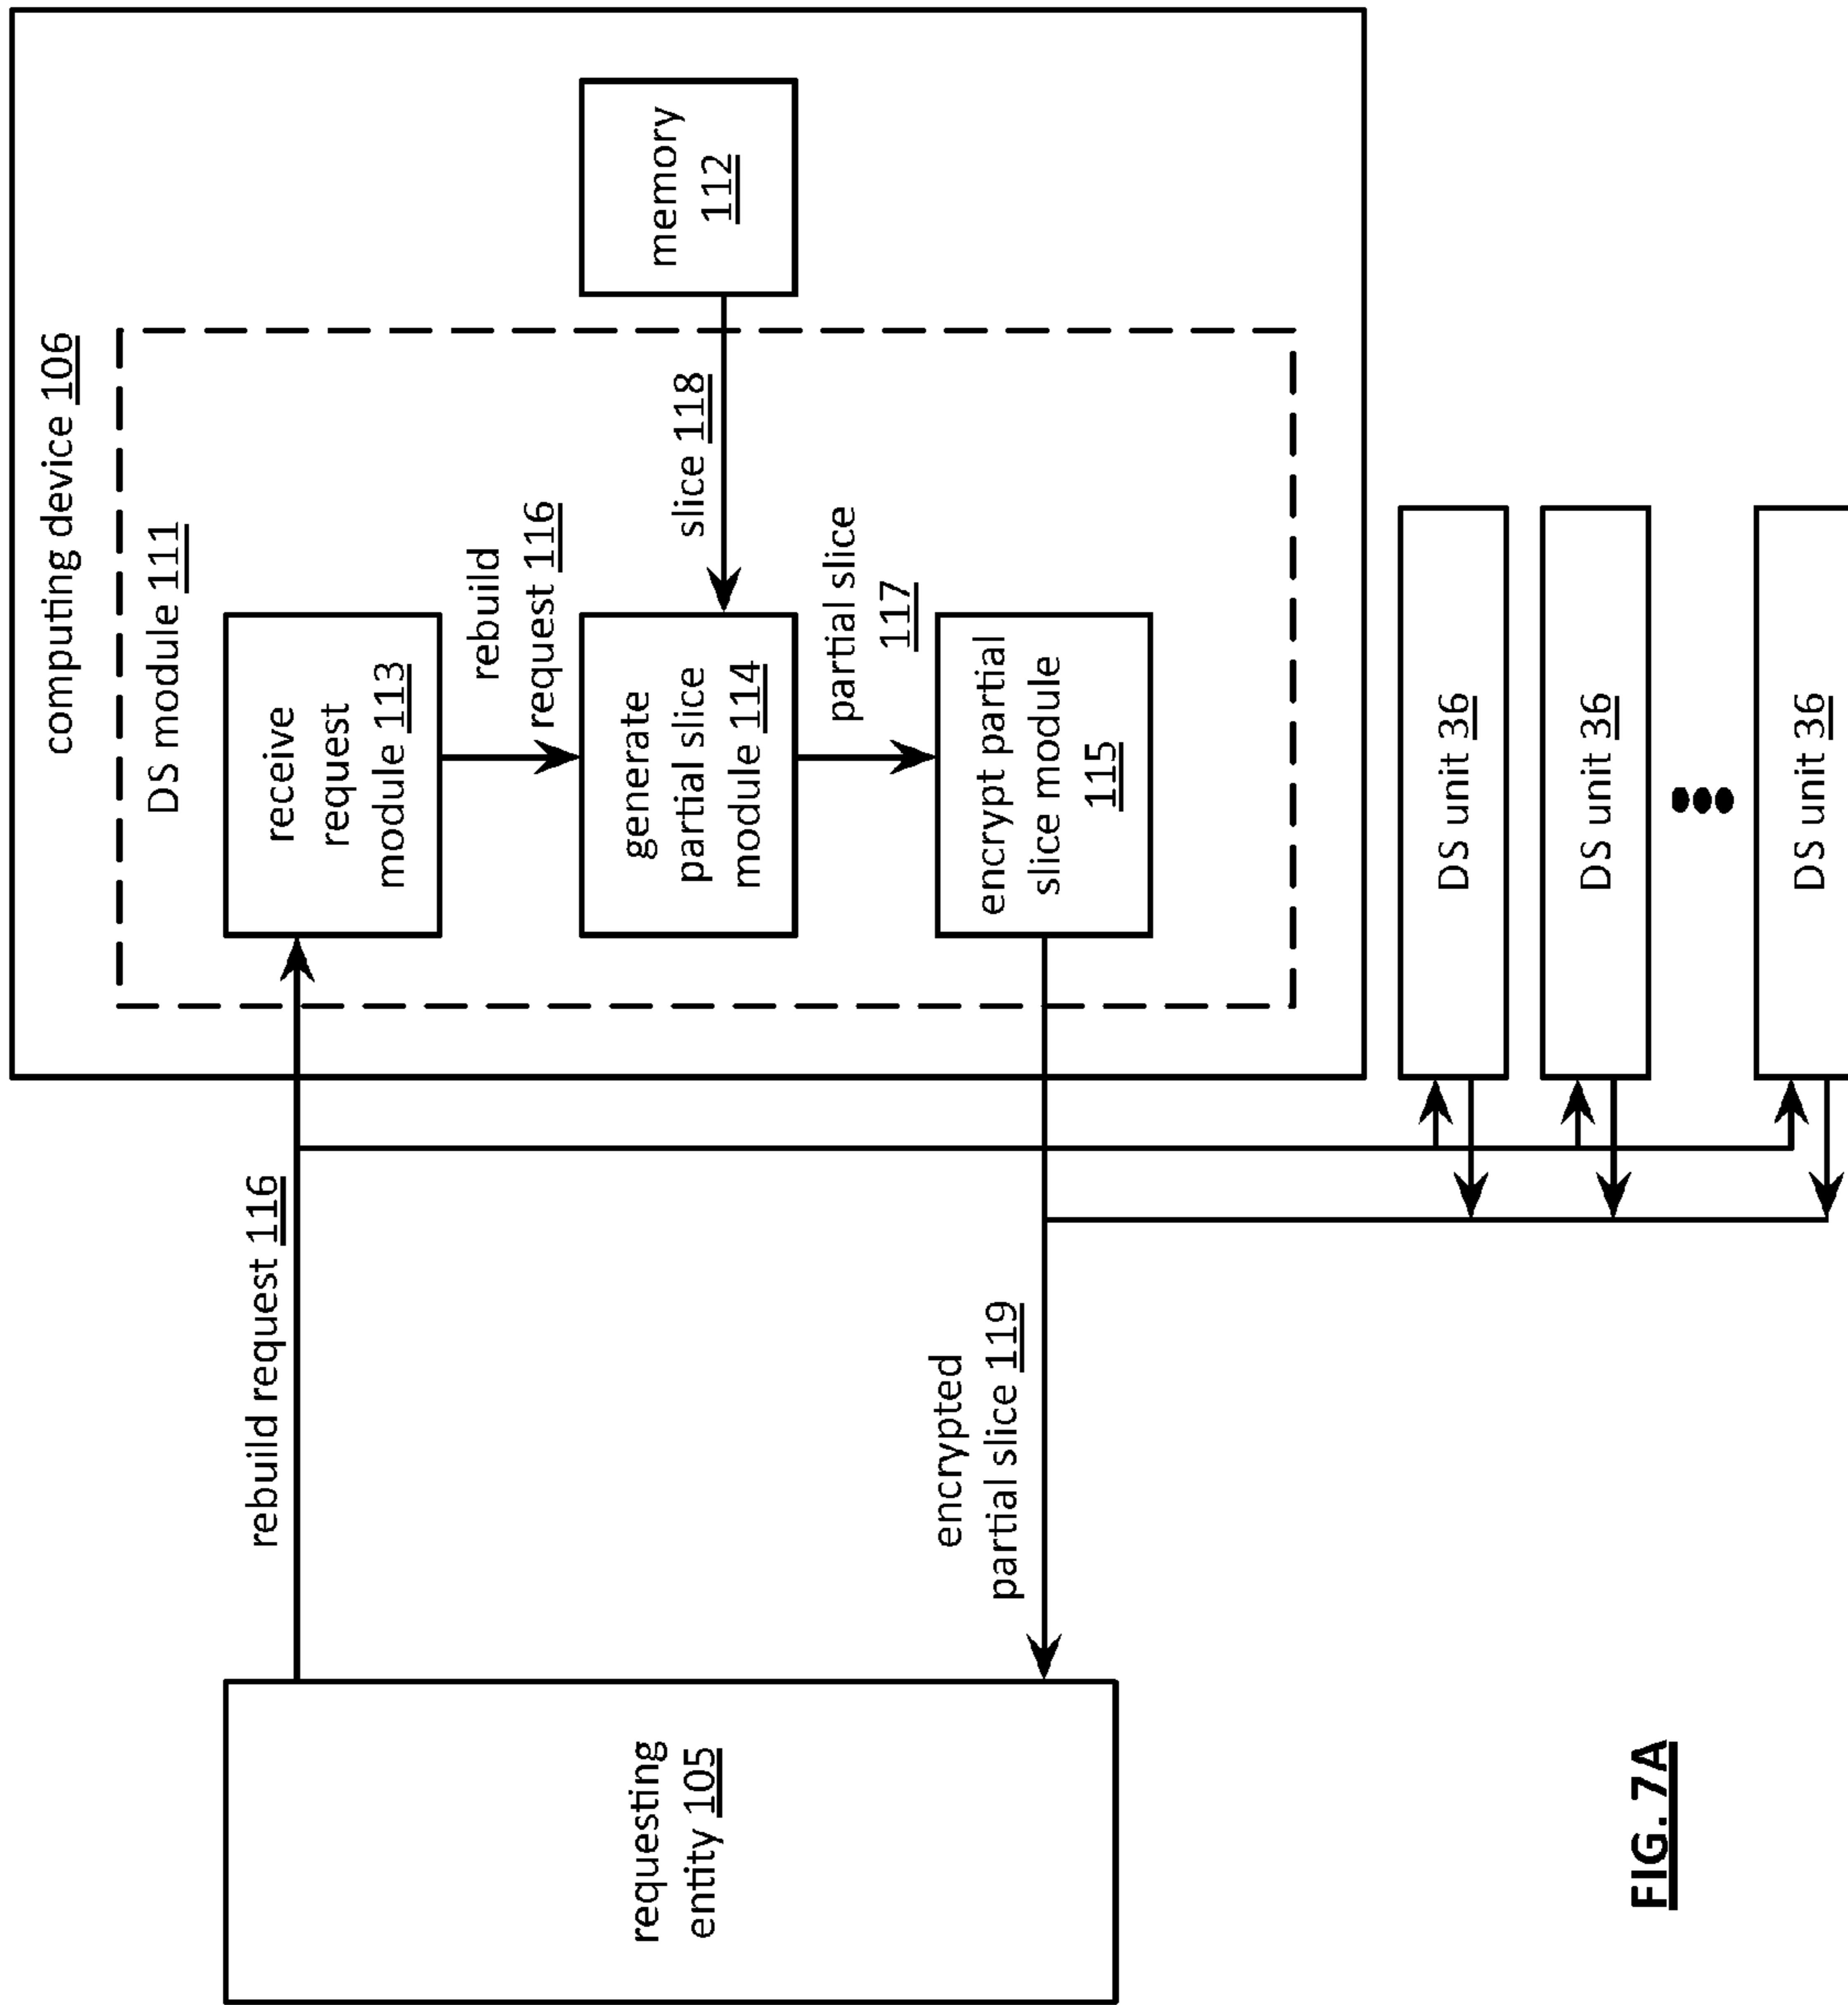 computing device 106
DS module 111
receive
request
module 113
rebuild
request 116
generate
partial slice
module 114
slice 118
memory
112
partial slice
117
encrypt partial
slice module
115
rebuild request 116
encrypted
partial slice 119
requesting
entity 105
DS unit 36
DS unit 36
DS unit 36
FIG. 7A